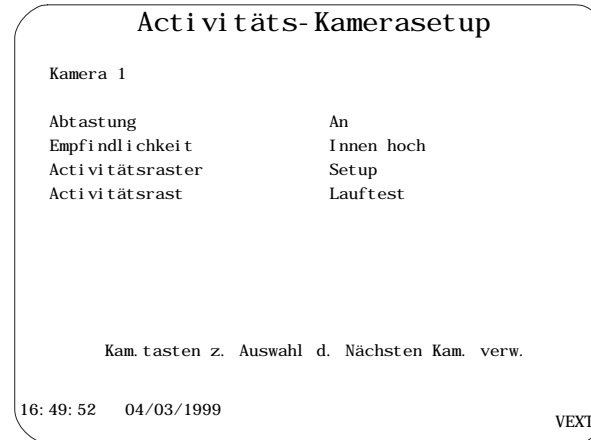 Activitäts-Kamerasetup
Kamera 1
Abtastung An
Empfindlichkeit Innen hoch
Activitätsraster Setup
Activitätsrast Lauftest
Kam.tasten z. Auswahl d. Nächsten Kam. verw.
16:49:52 04/03/1999
VEXT